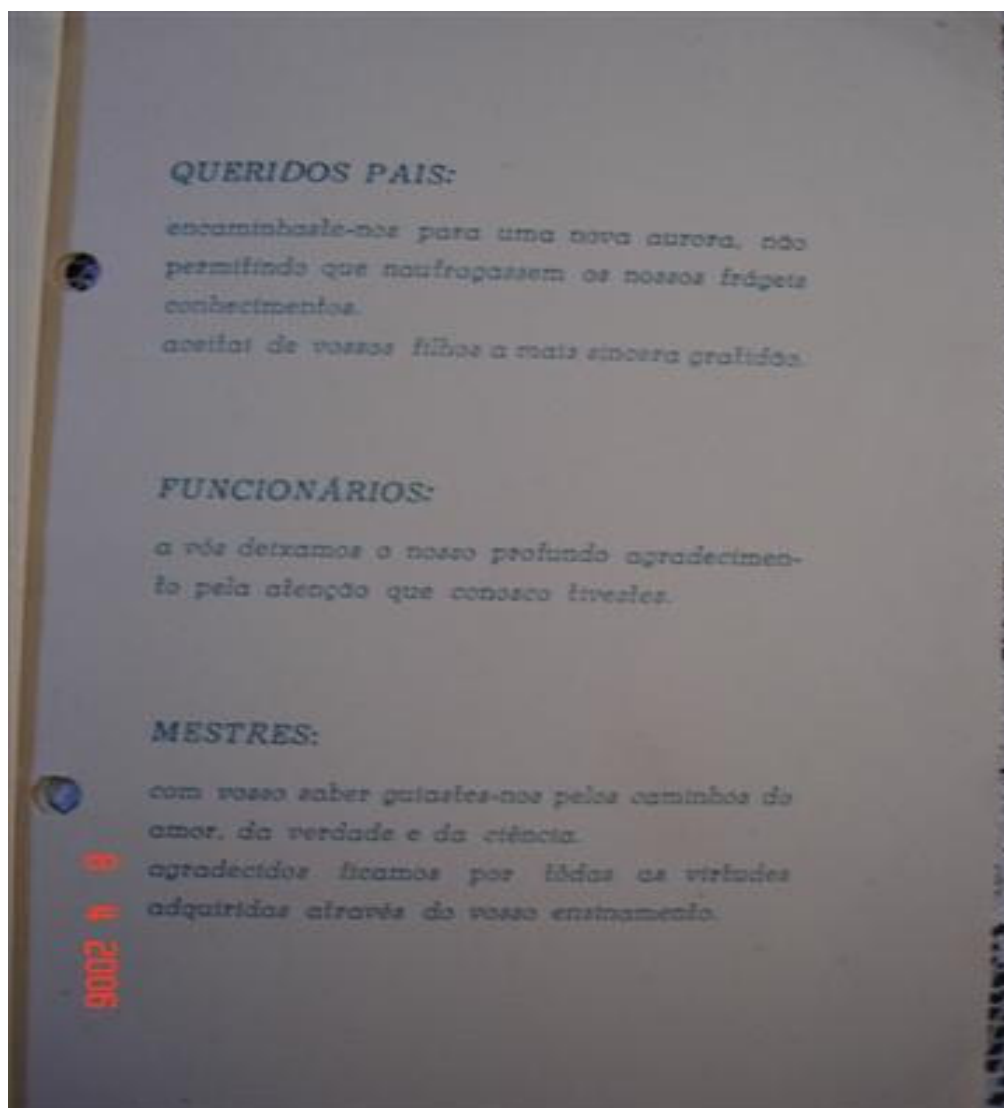 QUERIDOS PAIS:
encaminhaste-nos para uma nova aurora, não
permitindo que naufragassem os nossos frágeis
conhecimentos.
aceitai de vossos filhos a mais sincera gratidão.
FUNCIONÁRIOS:
a vós deixamos o nosso profundo agradecimen-
to pela atenção que conosco tivestes.
MESTRES:
com vosso saber guiastes-nos pelos caminhos do
amor, da verdade e da ciência.
agradecidos ficamos por tôdas as virtudes
adquiridas através do vosso ensinamento.
8 4 2006